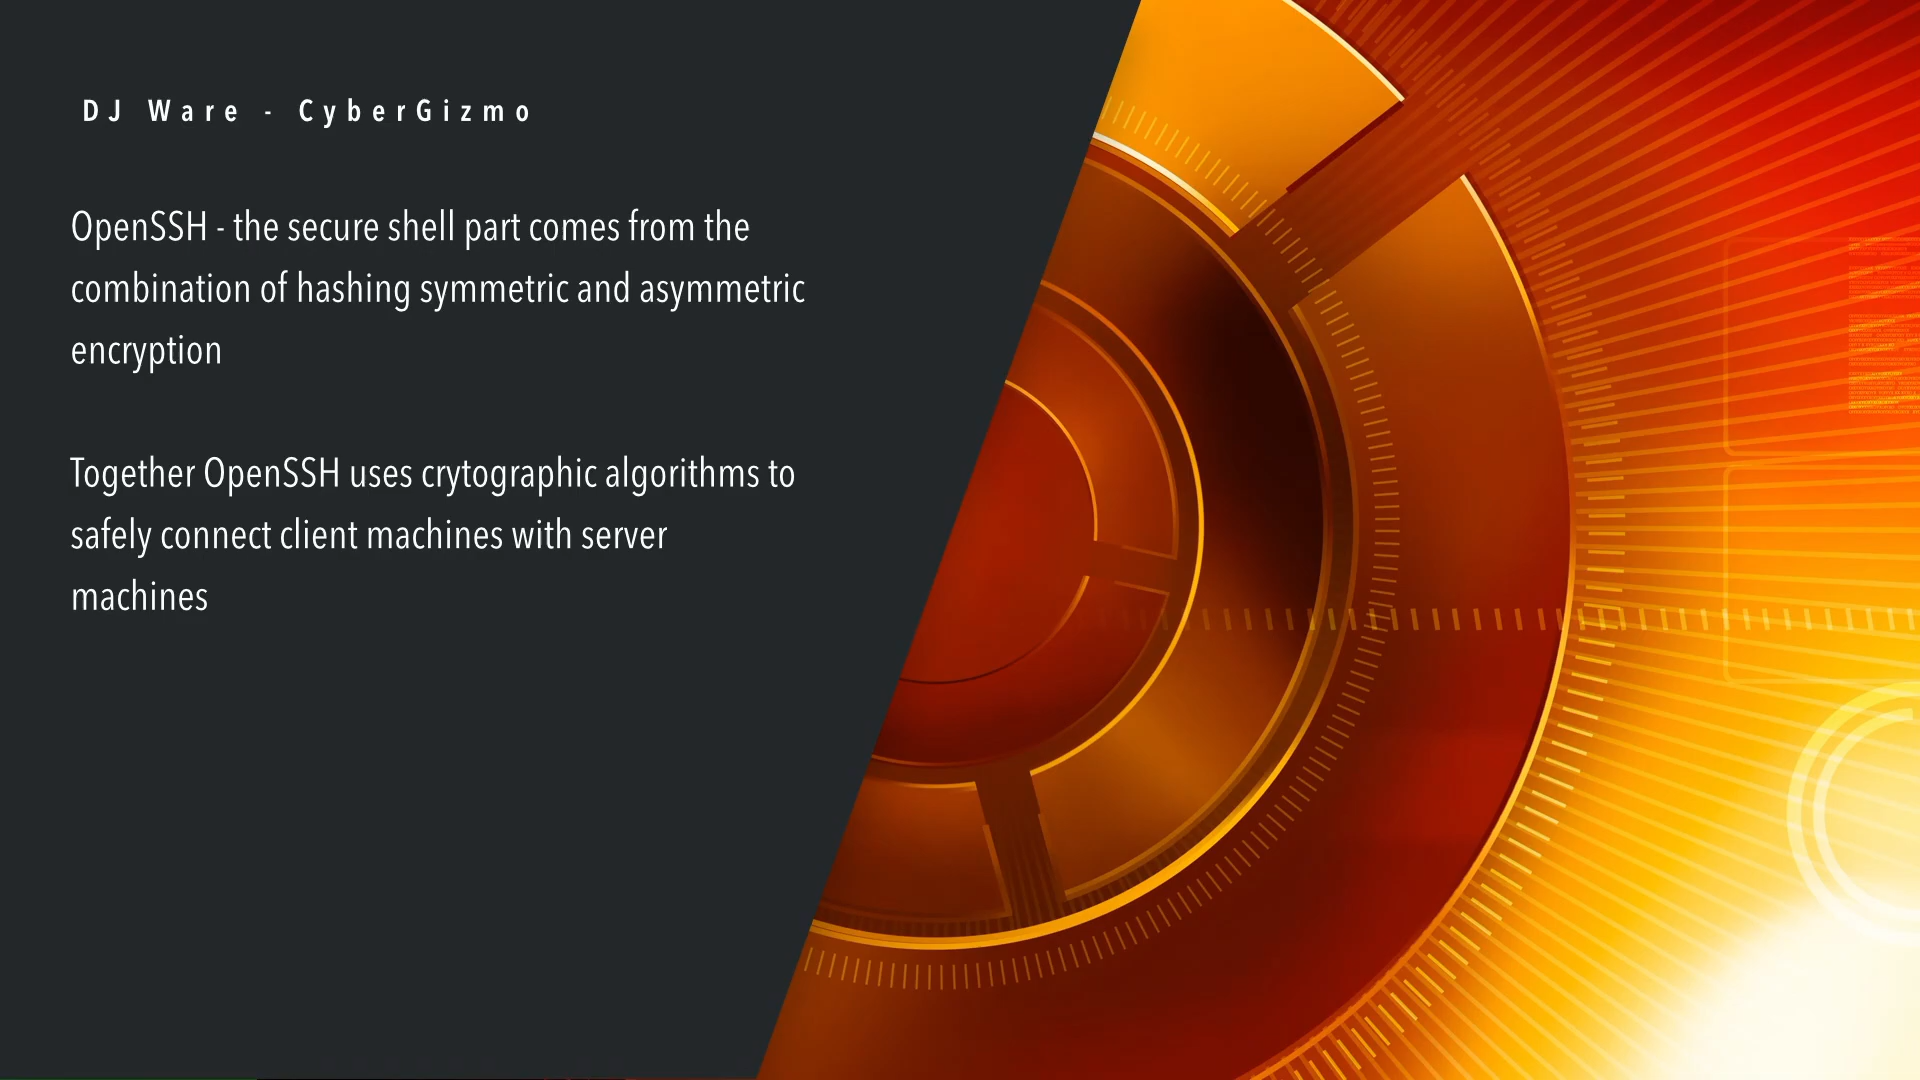 DJ Ware - CyberGizmo
OpenSSH - the secure shell part comes from the
combination of hashing symmetric and asymmetric
encryption
Together OpenSSH uses crytographic algorithms to
safely connect client machines with server
machines